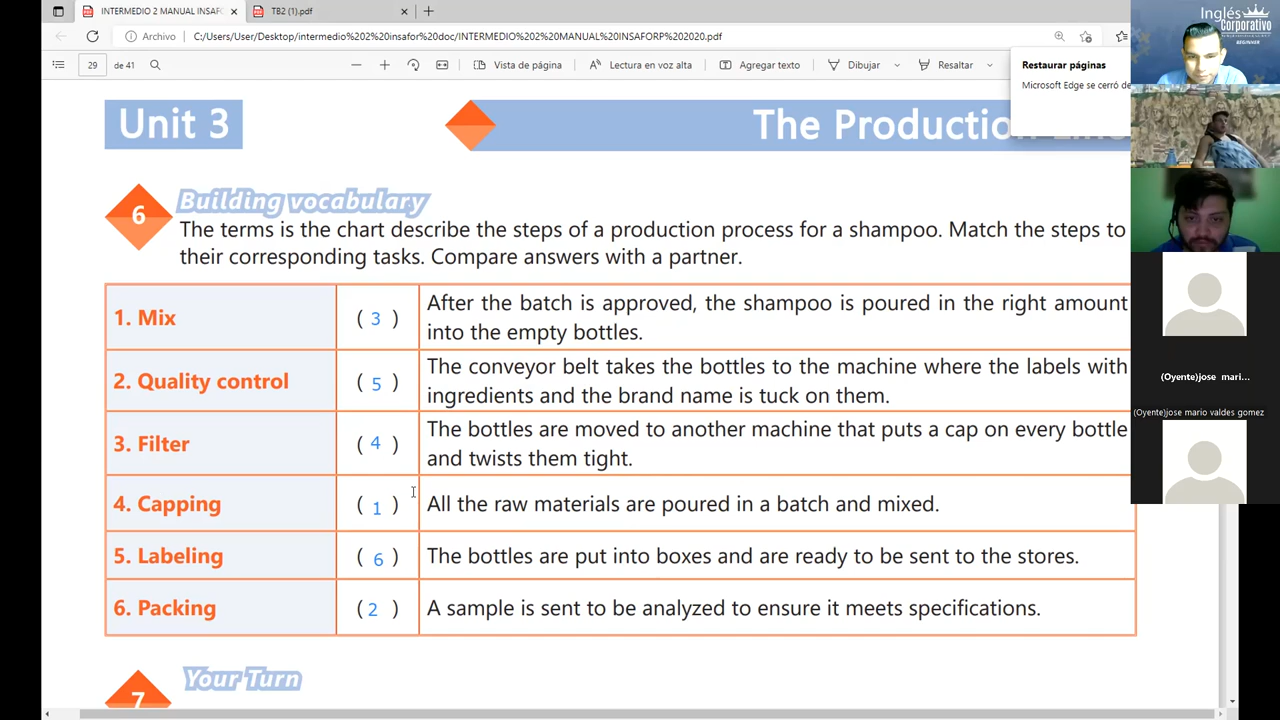 INTERMEDIO 2 MANUAL INSAF
TB2 (1).pdf
Archivo
C:/Users/User/Desktop/intermedio%202%20insafor%20doc/INTERMEDIO%202%20MANUAL%20INSAFORP%202020.pdf
29 de 41
Vista de página
Lectura en voz alta
Agregar texto
Dibujar
Resaltar
Restaurar páginas
Microsoft Edge se cerró de
Inglés
Corporativo
BEGINNER
Unit 3
The Production Line
6 Building vocabulary
The terms is the chart describe the steps of a production process for a shampoo. Match the steps to
their corresponding tasks. Compare answers with a partner.
1. Mix ( 3 ) After the batch is approved, the shampoo is poured in the right amount
into the empty bottles.
2. Quality control ( 5 ) The conveyor belt takes the bottles to the machine where the labels with
ingredients and the brand name is tuck on them.
3. Filter ( 4 ) The bottles are moved to another machine that puts a cap on every bottle
and twists them tight.
4. Capping ( 1 ) All the raw materials are poured in a batch and mixed.
5. Labeling ( 6 ) The bottles are put into boxes and are ready to be sent to the stores.
6. Packing ( 2 ) A sample is sent to be analyzed to ensure it meets specifications.
7 Your Turn
(Oyente)jose mari...
(Oyente)jose mario valdes gomez